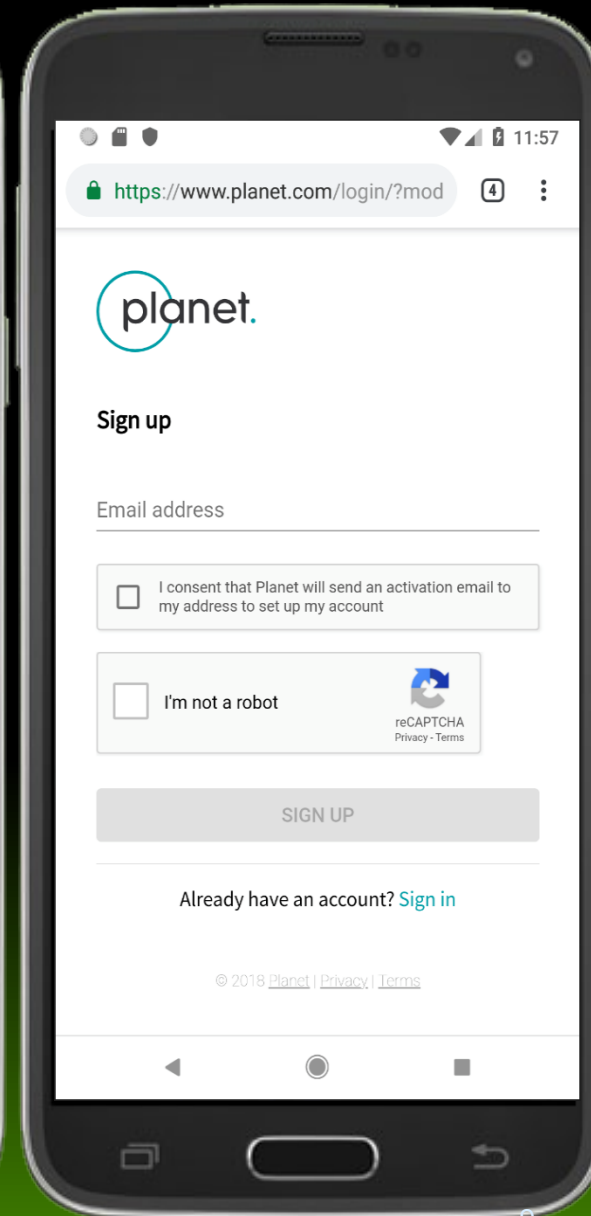 11:57
https://www.planet.com/login/?mod
4
planet.
Sign up
Email address
I consent that Planet will send an activation email to
my address to set up my account
I'm not a robot
reCAPTCHA
Privacy - Terms
SIGN UP
Already have an account? Sign in
© 2018 Planet | Privacy | Terms